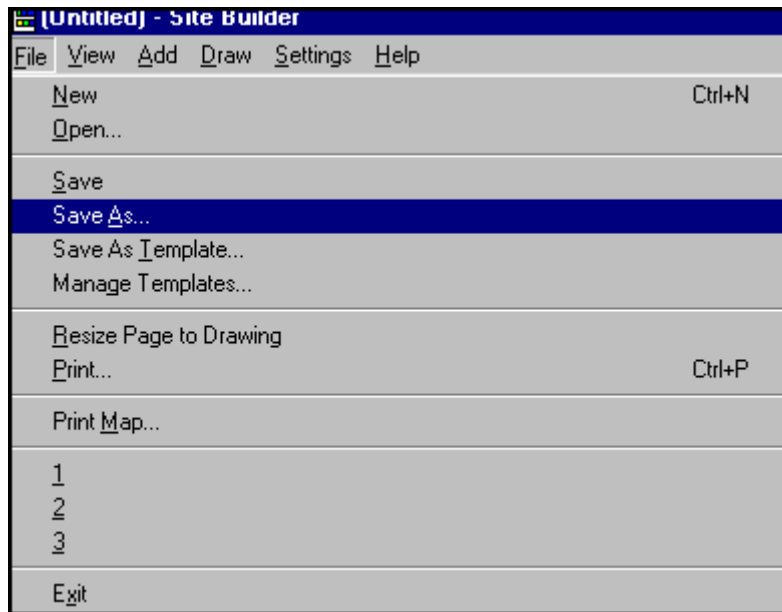 (Untitled) - Site Builder
File View Add Draw Settings Help
New Ctrl+N
Open...
Save
Save As...
Save As Template...
Manage Templates...
Resize Page to Drawing
Print... Ctrl+P
Print Map...
1
2
3
Exit